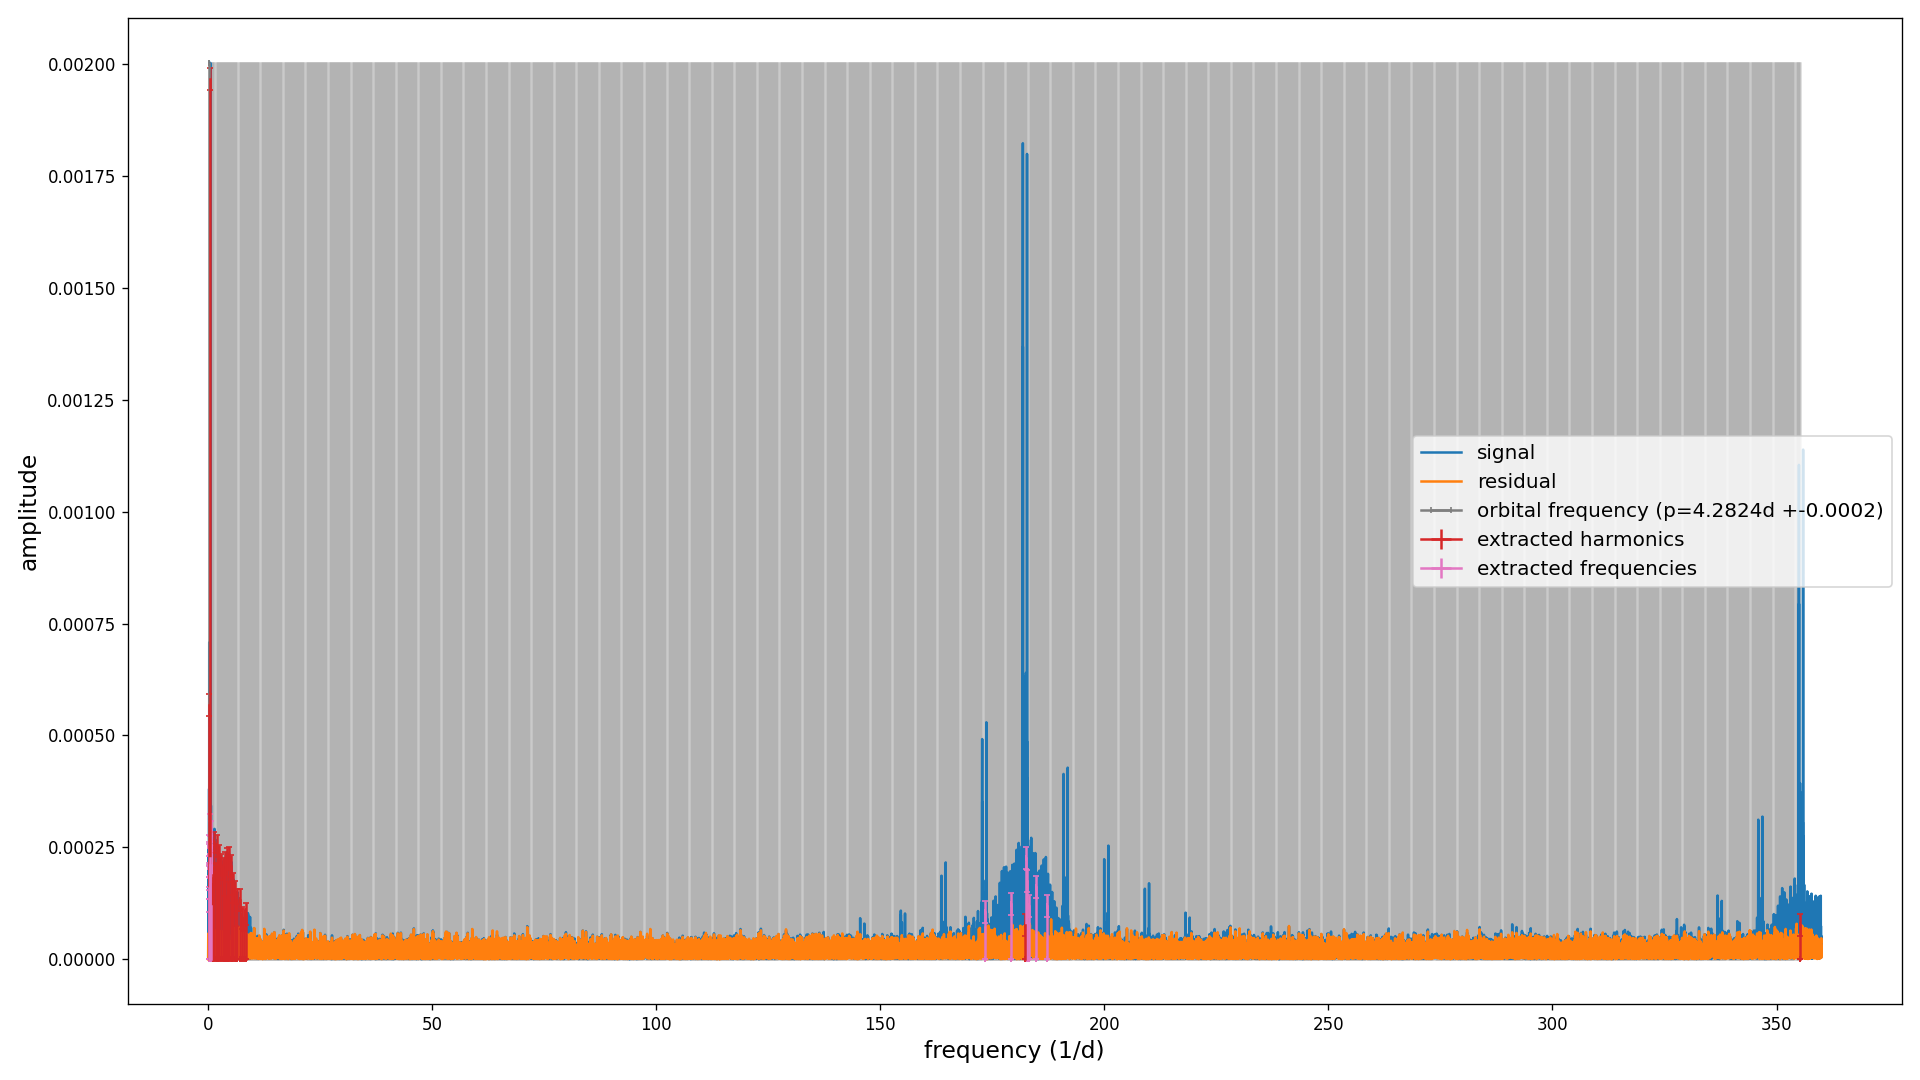 0.00200
0.00175
0.00150
0.00125
0.00100
0.00075
0.00050
0.00025
0.00000
amplitude
0
50
100
150
200
250
300
350
frequency (1/d)
signal
residual
orbital frequency (p=4.2824d +-0.0002)
extracted harmonics
extracted frequencies